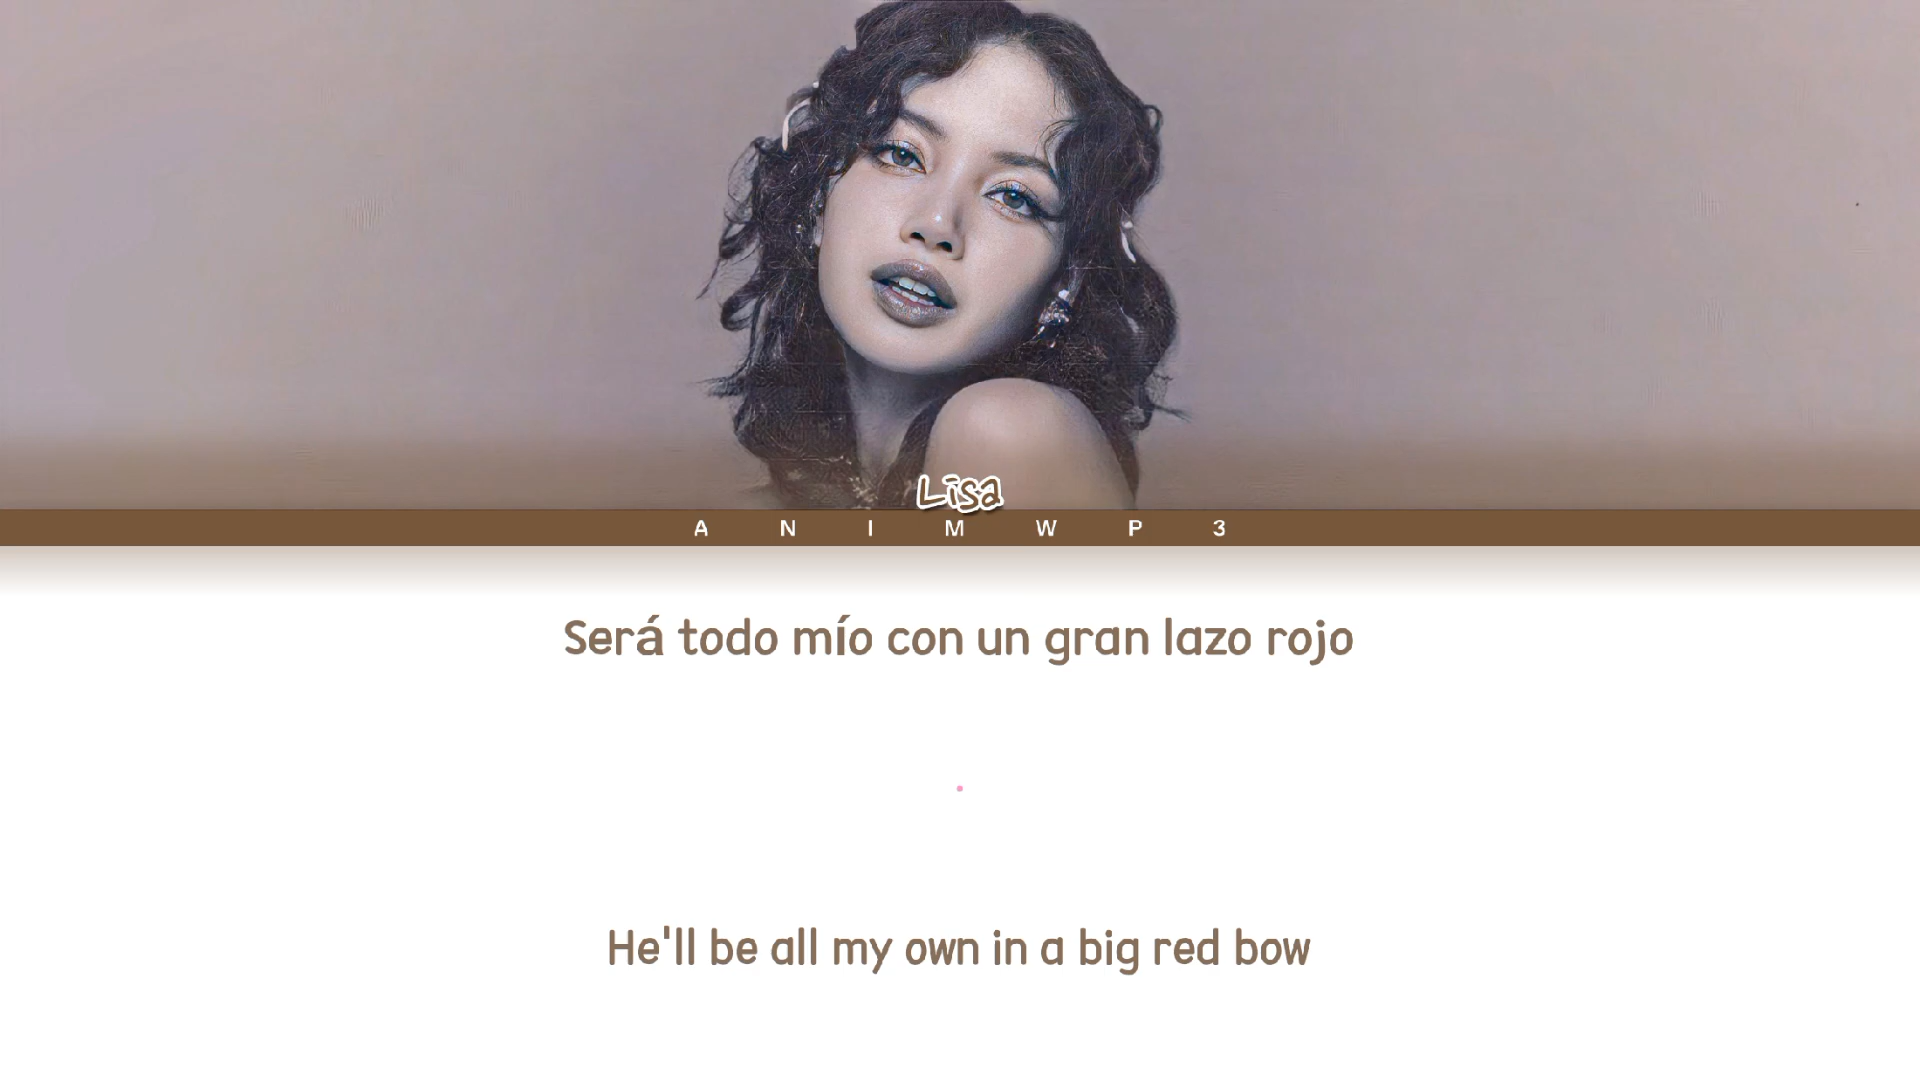 Lisa
A N I M W P 3
Será todo mío con un gran lazo rojo
He'll be all my own in a big red bow